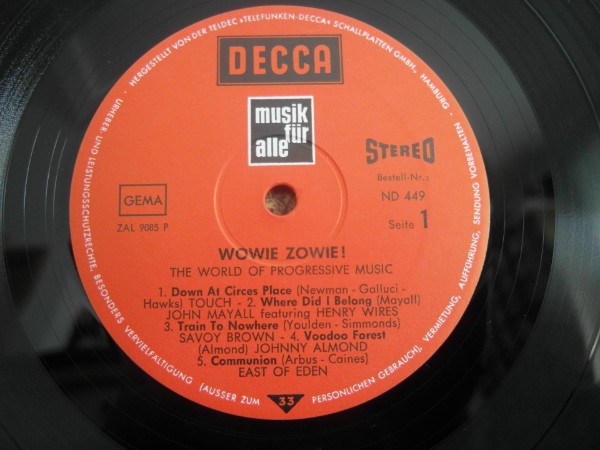 HERGESTELLT VON DER TELDEC »TELEFUNKEN-DECCA« SCHALLPLATTEN GMBH., HAMBURG ·
URHEBER- UND LEISTUNGSSCHUTZRECHTE, BESONDERS VERVIELFÄLTIGUNG (AUSSER ZUM PERSÖNLICHEN GEBRAUCH), VERMIETUNG, AUFFÜHRUNG, SENDUNG VORBEHALTEN
DECCA
musik
für
alle
STEREO
Bestell-Nr.:
ND 449
Seite 1
GEMA
ZAL 9085 P
WOWIE ZOWIE!
THE WORLD OF PROGRESSIVE MUSIC
1. Down At Circes Place (Newman - Galluci -
Hawks) TOUCH - 2. Where Did I Belong (Mayall)
JOHN MAYALL featuring HENRY WIRES
3. Train To Nowhere (Youlden - Simmonds)
SAVOY BROWN - 4. Voodoo Forest
(Almond) JOHNNY ALMOND
5. Communion (Arbus - Caines)
EAST OF EDEN
33